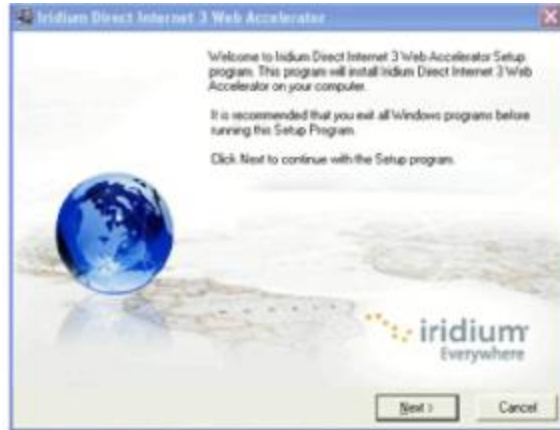 Iridium Direct Internet 3 Web Accelerator
Welcome to Iridium Direct Internet 3 Web Accelerator Setup
program. This program will install Iridium Direct Internet 3 Web
Accelerator on your computer.
It is recommended that you exit all Windows programs before
running this Setup Program.
Click Next to continue with the Setup program.
iridium
Everywhere
Next >
Cancel